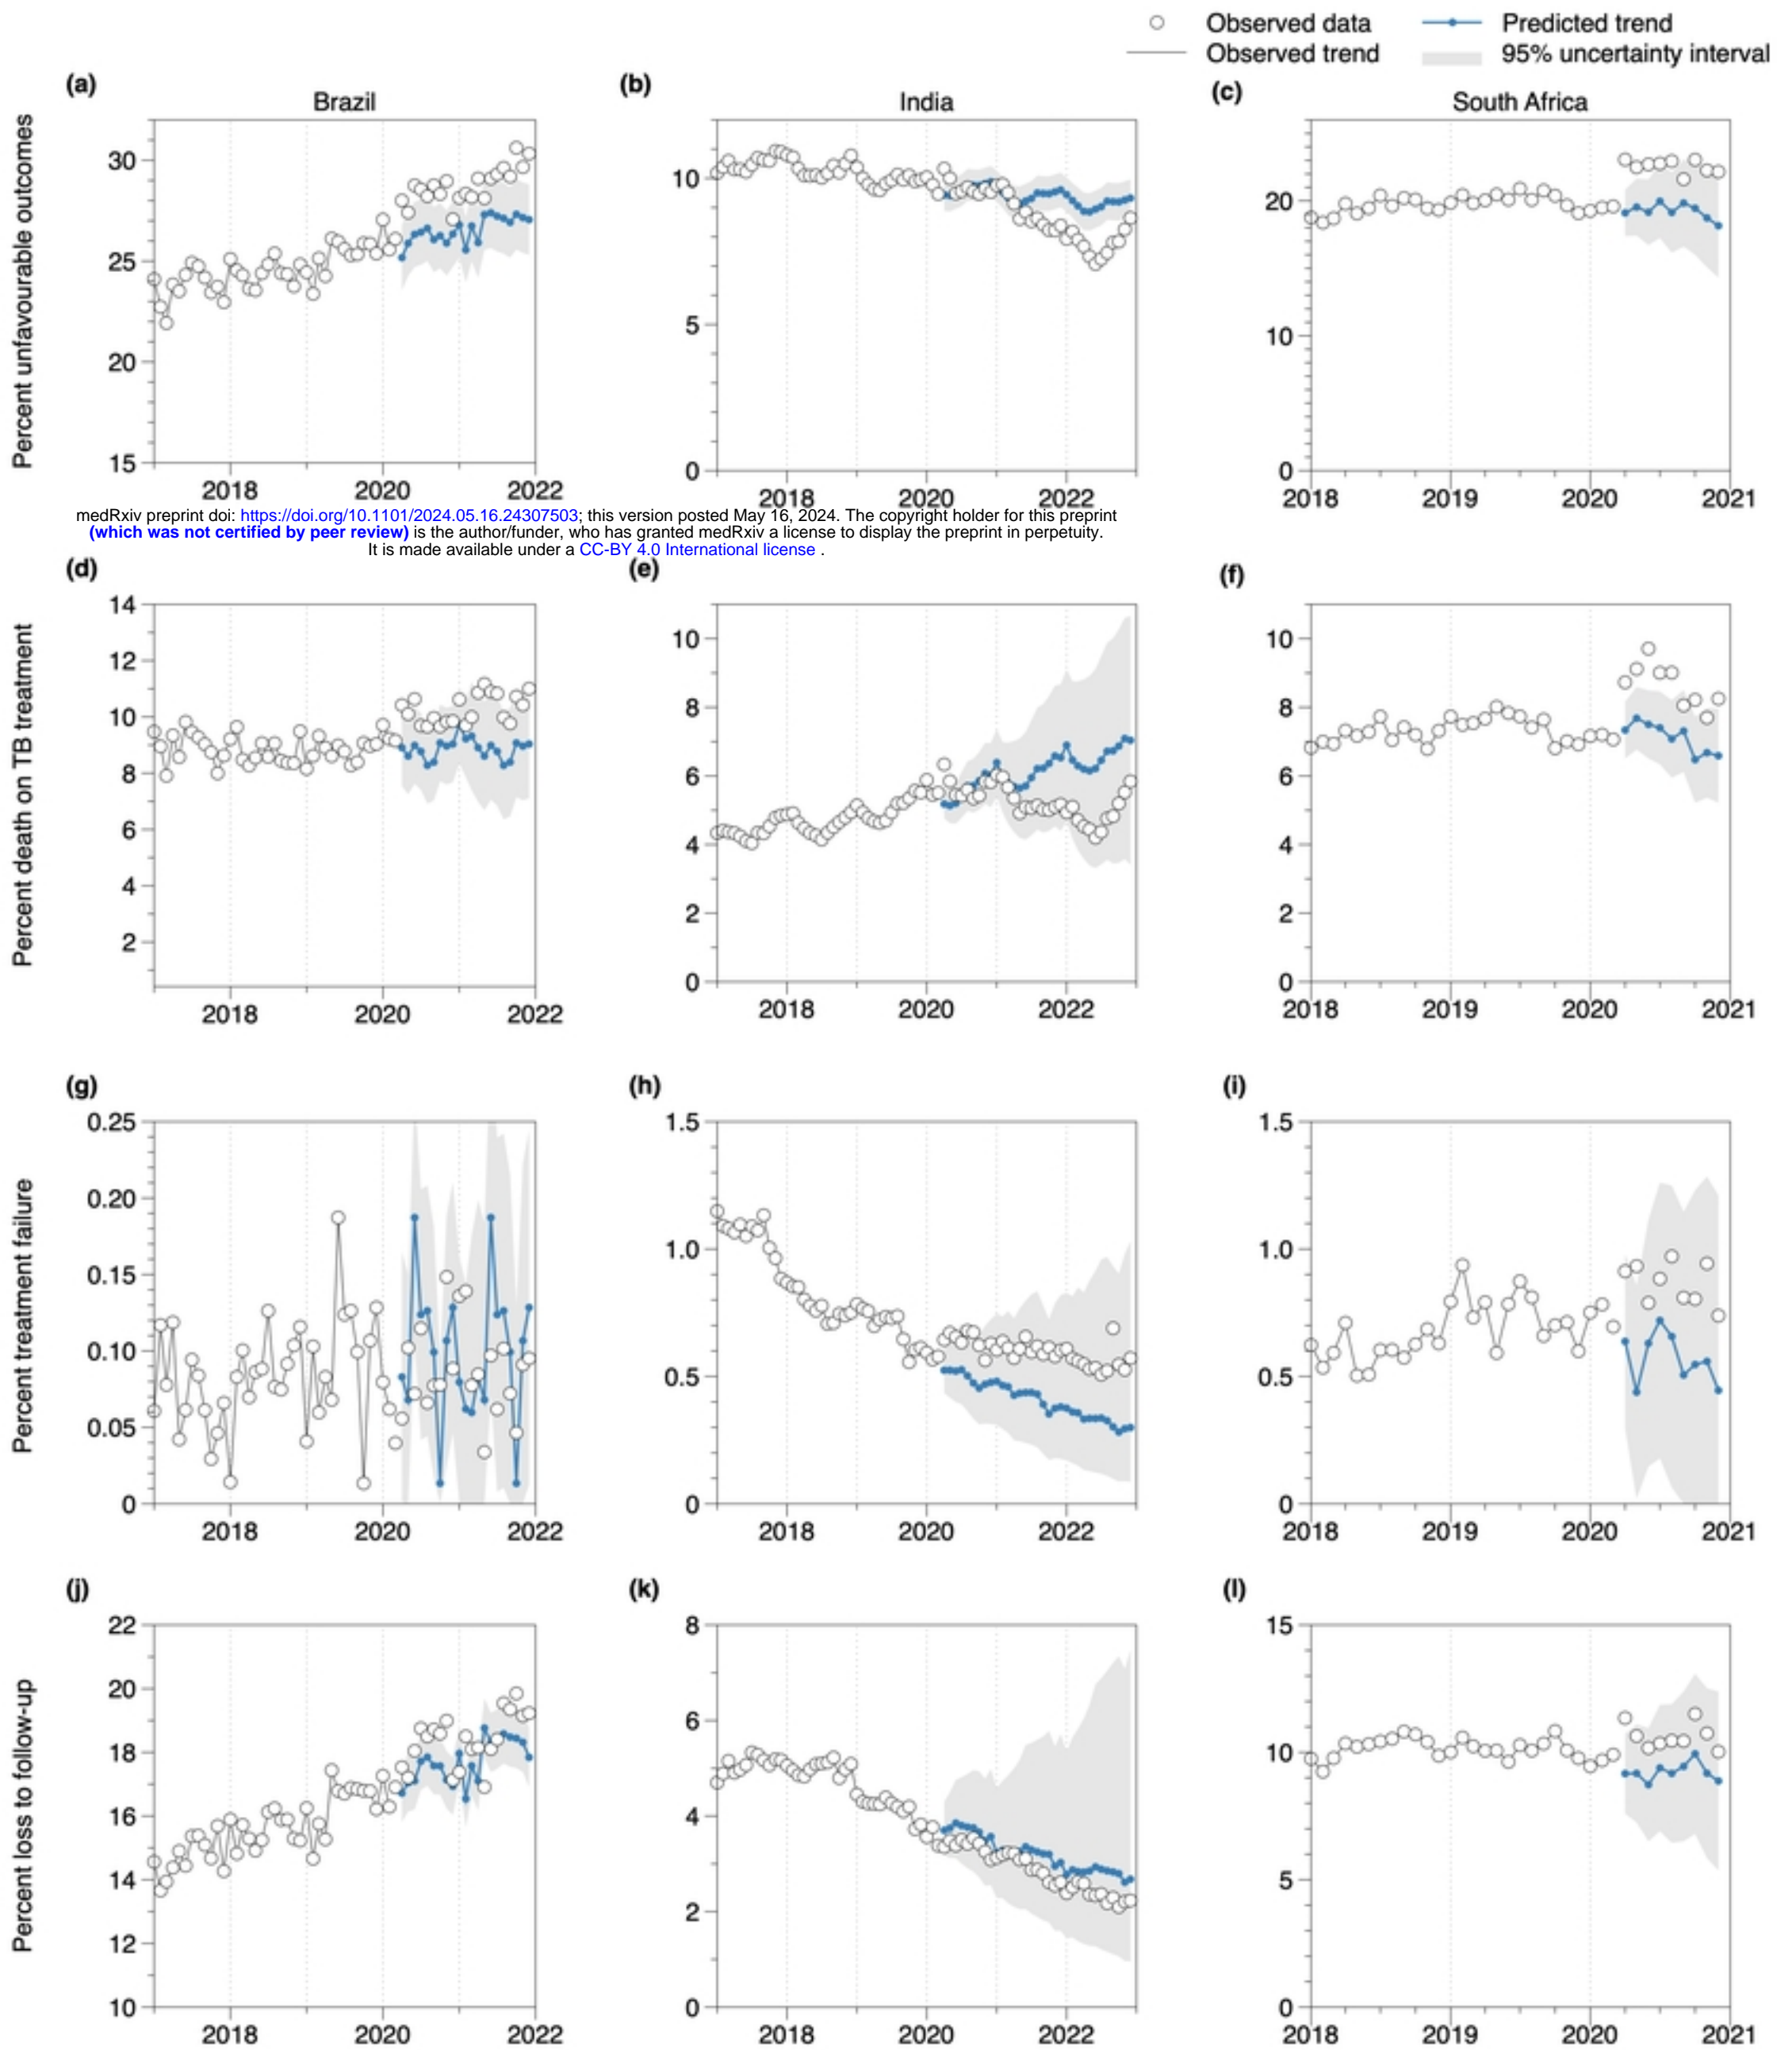 Observed data Predicted trend
Observed trend 95% uncertainty interval
(a) (b) (c)
Brazil India South Africa
Percent unfavourable outcomes
30
25
20
15
2018 2020 2022
10
5
0
2018 2020 2022
20
10
0
2018 2019 2020 2021
medRxiv preprint doi: https://doi.org/10.1101/2024.05.16.24307503; this version posted May 16, 2024. The copyright holder for this preprint
(which was not certified by peer review) is the author/funder, who has granted medRxiv a license to display the preprint in perpetuity.
It is made available under a CC-BY 4.0 International license .
(d) (e) (f)
Percent death on TB treatment
14
12
10
8
6
4
2
2018 2020 2022
10
8
6
4
2
0
2018 2020 2022
10
8
6
4
2
0
2018 2019 2020 2021
(g) (h) (i)
Percent treatment failure
0.25
0.20
0.15
0.10
0.05
0
2018 2020 2022
1.5
1.0
0.5
0
2018 2020 2022
1.5
1.0
0.5
0
2018 2019 2020 2021
(j) (k) (l)
Percent loss to follow-up
22
20
18
16
14
12
10
2018 2020 2022
8
6
4
2
0
2018 2020 2022
15
10
5
0
2018 2019 2020 2021